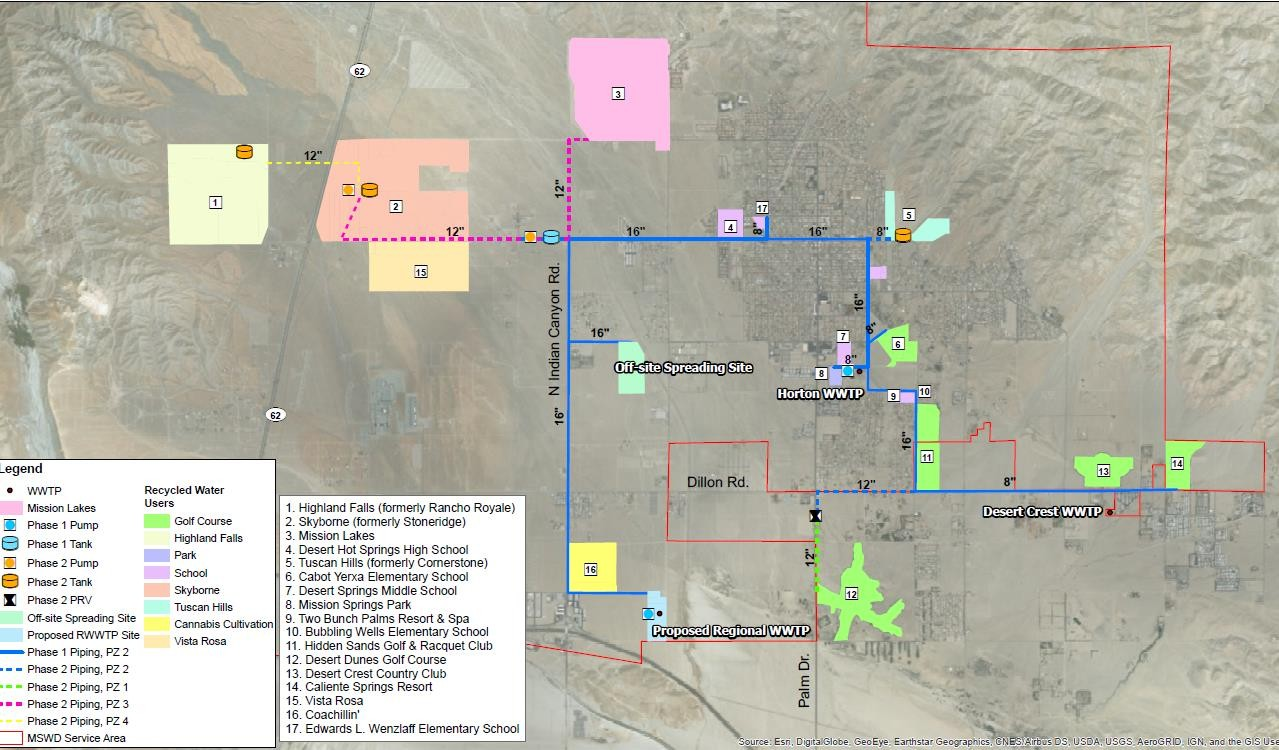 62
3
12"
1
2
17
4
8"
5
12"
12"
16"
16"
8"
15
N Indian Canyon Rd.
16"
8"
16"
7
6
8"
Off-site Spreading Site
8
Horton WWTP
62
16"
9
10
16"
11
13
14
Dillon Rd.
12"
8"
Desert Crest WWTP
12"
16
12
Proposed Regional WWTP
Palm Dr.
Legend
WWTP
Mission Lakes
Phase 1 Pump
Phase 1 Tank
Phase 2 Pump
Phase 2 Tank
Phase 2 PRV
Off-site Spreading Site
Proposed RWWTP Site
Phase 1 Piping, PZ 2
Phase 2 Piping, PZ 2
Phase 2 Piping, PZ 1
Phase 2 Piping, PZ 3
Phase 2 Piping, PZ 4
MSWD Service Area
Recycled Water
Users
Golf Course
Highland Falls
Park
School
Skyborne
Tuscan Hills
Cannabis Cultivation
Vista Rosa
1. Highland Falls (formerly Rancho Royale)
2. Skyborne (formerly Stoneridge)
3. Mission Lakes
4. Desert Hot Springs High School
5. Tuscan Hills (formerly Cornerstone)
6. Cabot Yerxa Elementary School
7. Desert Springs Middle School
8. Mission Springs Park
9. Two Bunch Palms Resort & Spa
10. Bubbling Wells Elementary School
11. Hidden Sands Golf & Racquet Club
12. Desert Dunes Golf Course
13. Desert Crest Country Club
14. Caliente Springs Resort
15. Vista Rosa
16. Coachillin'
17. Edwards L. Wenzlaff Elementary School
Source: Esri, DigitalGlobe, GeoEye, Earthstar Geographics, CNES/Airbus DS, USDA, USGS, AeroGRID, IGN, and the GIS Use